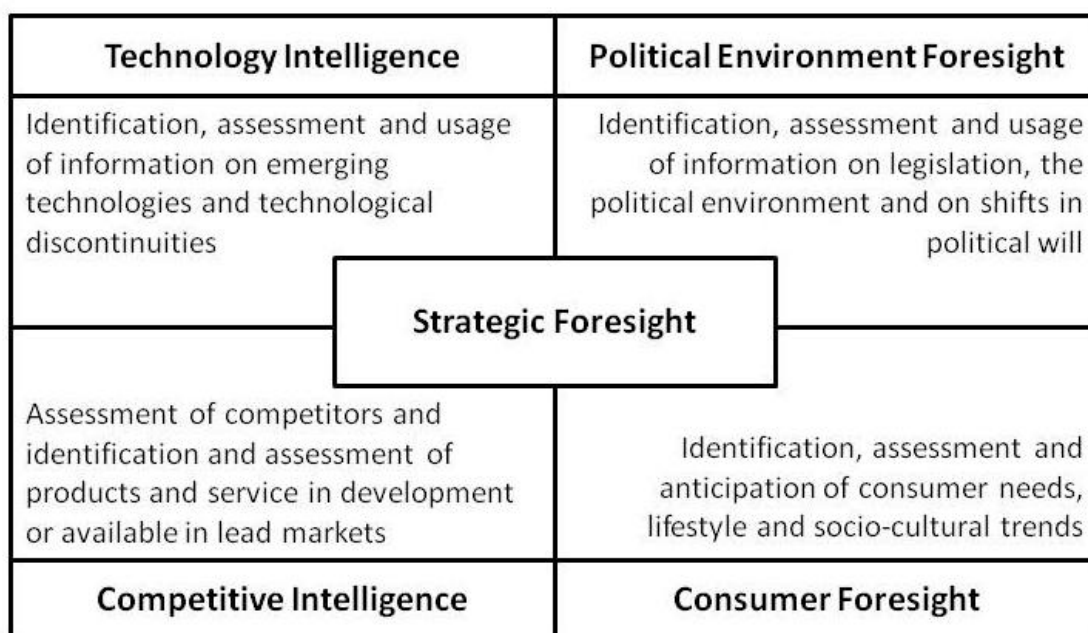 Technology Intelligence
Identification, assessment and usage
of information on emerging
technologies and technological
discontinuities
Political Environment Foresight
Identification, assessment and usage
of information on legislation, the
political environment and on shifts in
political will
Strategic Foresight
Assessment of competitors and
identification and assessment of
products and service in development
or available in lead markets
Competitive Intelligence
Identification, assessment and
anticipation of consumer needs,
lifestyle and socio-cultural trends
Consumer Foresight